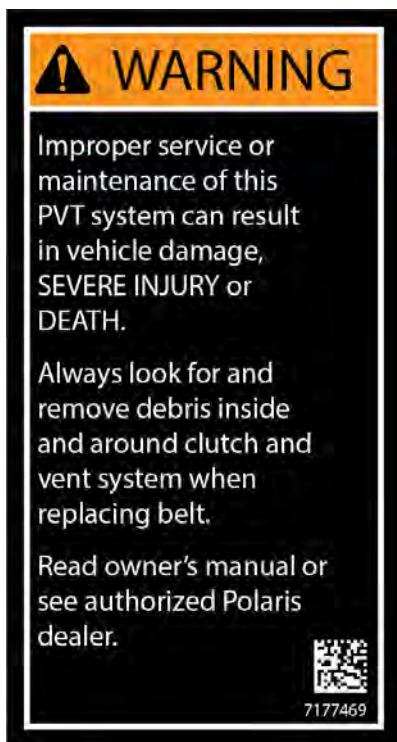 WARNING
Improper service or
maintenance of this
PVT system can result
in vehicle damage,
SEVERE INJURY or
DEATH.
Always look for and
remove debris inside
and around clutch and
vent system when
replacing belt.
Read owner's manual or
see authorized Polaris
dealer.
7177469